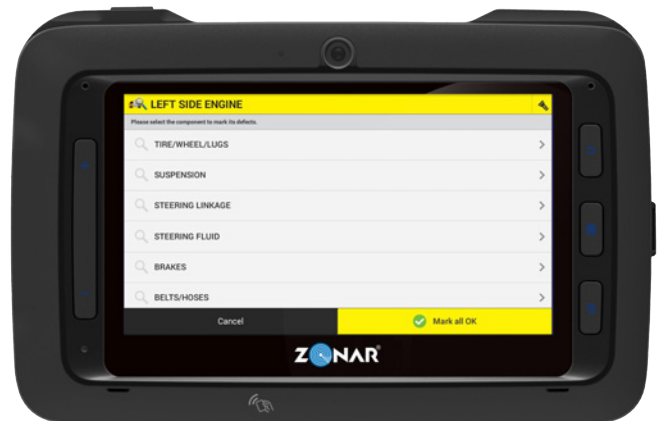 LEFT SIDE ENGINE
Please select the component to mark its defects.
TIRE/WHEEL/LUGS
SUSPENSION
STEERING LINKAGE
STEERING FLUID
BRAKES
BELTS/HOSES
Cancel
Mark all OK
ZONAR®